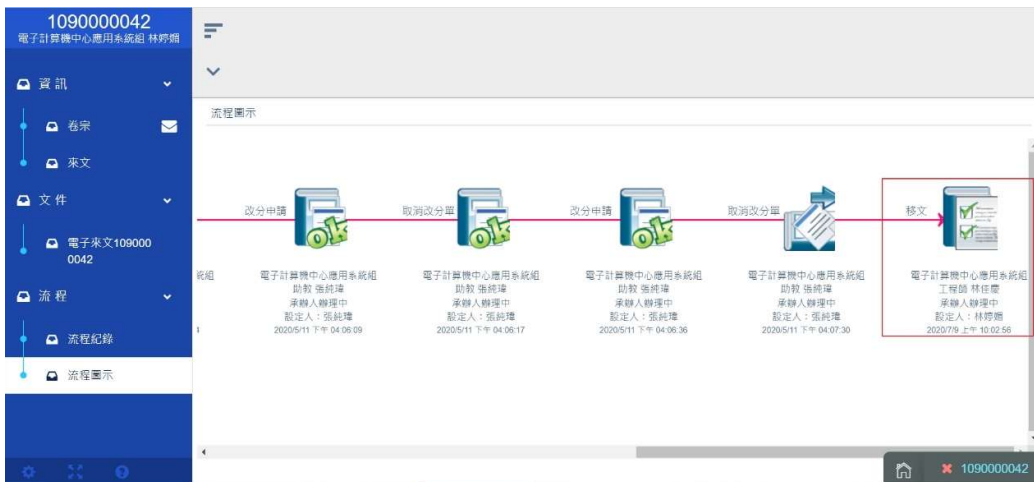 1090000042
電子計算機中心應用系統組 林婷媚
資訊
卷宗
來文
文件
電子來文109000
0042
流程
流程紀錄
流程圖示
流程圖示
改分申請
取消改分單
改分申請
取消改分單
移文
統組
電子計算機中心應用系統組
助教 張純瑋
承辦人辦理中
設定人:張純瑋
2020/5/11 下午 04:06:09
電子計算機中心應用系統組
助教 張純瑋
承辦人辦理中
設定人:張純瑋
2020/5/11 下午 04:06:17
電子計算機中心應用系統組
助教 張純瑋
承辦人辦理中
設定人:張純瑋
2020/5/11 下午 04:06:36
電子計算機中心應用系統組
助教 張純瑋
承辦人辦理中
設定人:張純瑋
2020/5/11 下午 04:07:30
電子計算機中心應用系統組
工程師 林佳慶
承辦人辦理中
設定人:林婷媚
2020/7/9 上午 10:02:56
1090000042